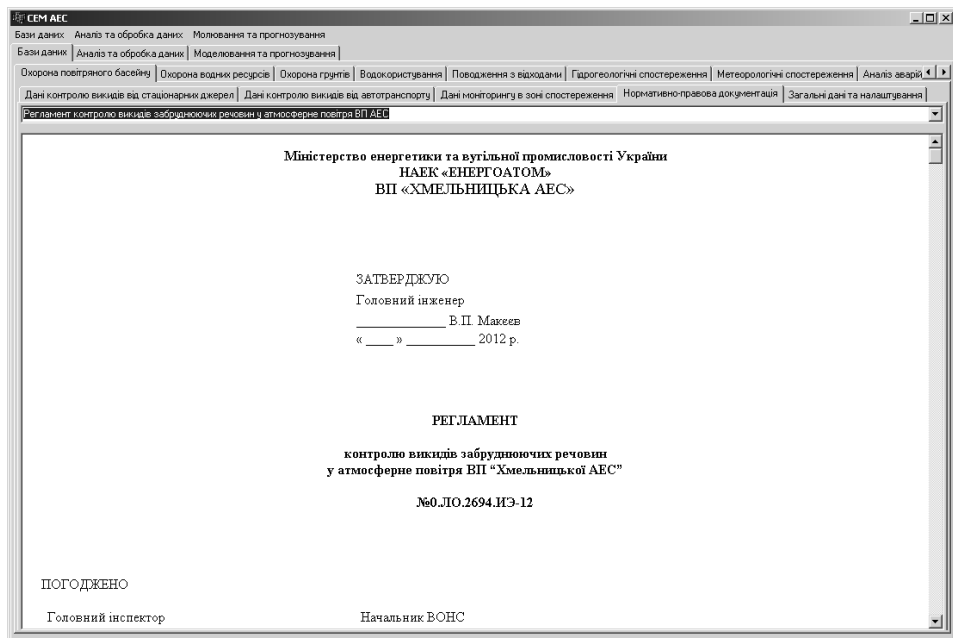 СЕМ АЕС
Бази даних Аналіз та обробка даних Молювання та прогнозування
Бази даних Аналіз та обробка даних Моделювання та прогнозування
Охорона повітряного басейну Охорона водних ресурсів Охорона грунтів Водокористування Поводження з відходами Гідрогеологічні спостереження Метеорологічні спостереження Аналіз аварій
Дані контролю викидів від стаціонарних джерел Дані контролю викидів від автотранспорту Дані моніторингу в зоні спостереження Нормативно-правова документація Загальні дані та налаштування
Регламент контролю викидів забруднюючих речовин у атмосферне повітря ВП АЕС
Міністерство енергетики та вугільної промисловості України
НАЕК «ЕНЕРГОАТОМ»
ВП «ХМЕЛЬНИЦЬКА АЕС»
ЗАТВЕРДЖУЮ
Головний інженер
_____________ В.П. Макеєв
« ____ » __________ 2012 р.
РЕГЛАМЕНТ
контролю викидів забруднюючих речовин
у атмосферне повітря ВП “Хмельницької АЕС”
№0.ЛО.2694.ИЭ-12
ПОГОДЖЕНО
Головний інспектор Начальник ВОНС